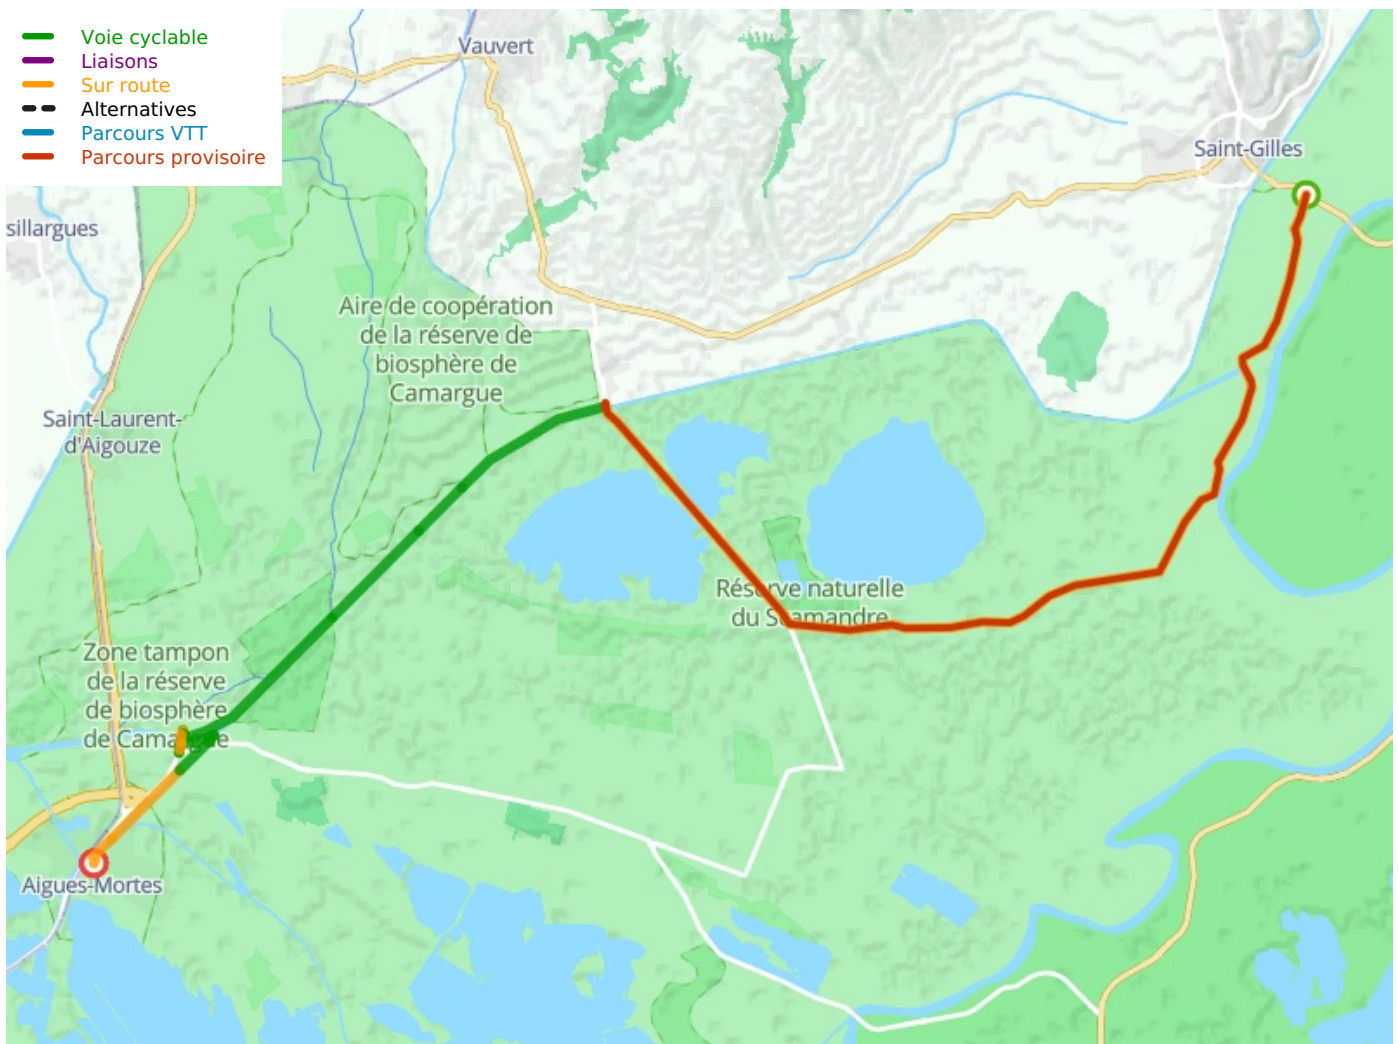 Voie cyclable
Liaisons
Sur route
Alternatives
Parcours VTT
Parcours provisoire
Vauvert
Saint-Gilles
sillargues
Aire de coopération
de la réserve de
biosphère de
Camargue
Saint-Laurent-
d'Aigouze
Réserve naturelle
du Scamandre
Zone tampon
de la réserve
de biosphère
de Camargue
Aigues-Mortes